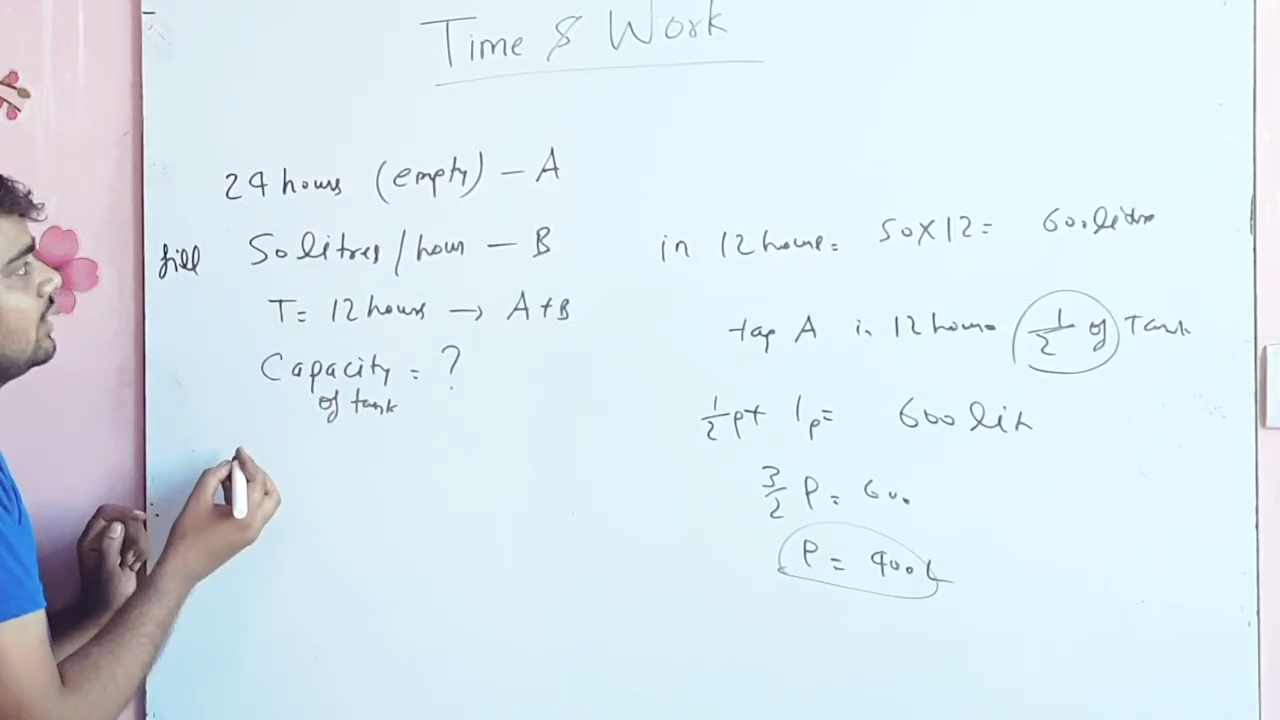 Time & Work
24 hours (empty) - A
fill 50 litres / hour - B
T = 12 hours → A + B
Capacity = ?
of tank
in 12 hours = 50 X 12 = 600 litre
tap A in 12 hours 1/2 of Tank
1/2 P + 1 P = 600 lit
3/2 P = 600
P = 400 L